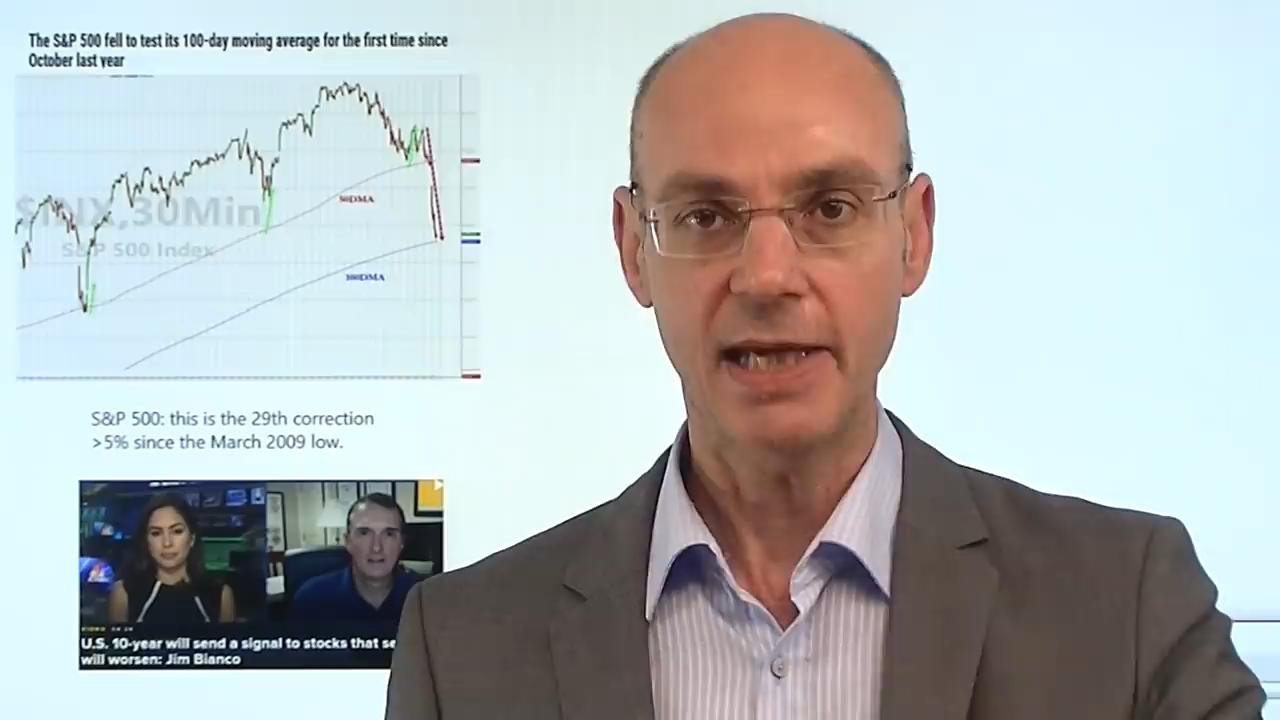 The S&P 500 fell to test its 100-day moving average for the first time since
October last year
$INX,30Min
S&P 500 Index
50DMA
100DMA
S&P 500: this is the 29th correction
>5% since the March 2009 low.
VIDEO
U.S. 10-year will send a signal to stocks that se
will worsen: Jim Bianco